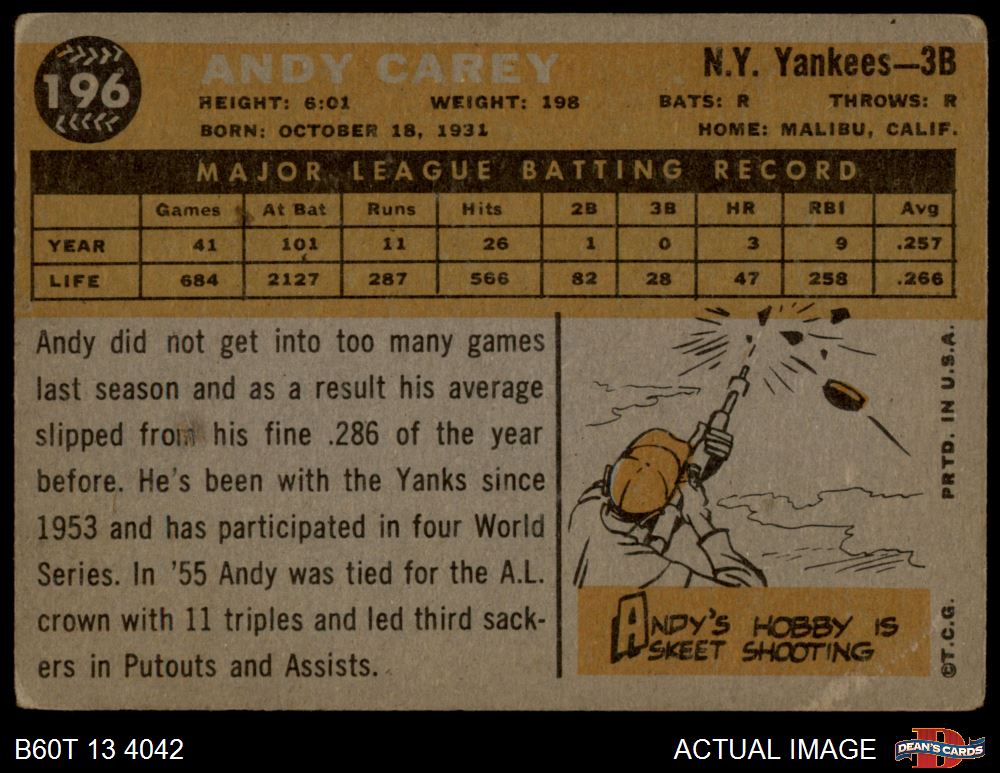 196
ANDY CAREY
N.Y. Yankees—3B
HEIGHT: 6:01 WEIGHT: 198 BATS: R THROWS: R
BORN: OCTOBER 18, 1931 HOME: MALIBU, CALIF.
MAJOR LEAGUE BATTING RECORD
Games At Bat Runs Hits 2B 3B HR RBI Avg
YEAR 41 101 11 26 1 0 3 9 .257
LIFE 684 2127 287 566 82 28 47 258 .266
Andy did not get into too many games
last season and as a result his average
slipped from his fine .286 of the year
before. He's been with the Yanks since
1953 and has participated in four World
Series. In '55 Andy was tied for the A.L.
crown with 11 triples and led third sack-
ers in Putouts and Assists.
ANDY'S HOBBY IS
SKEET SHOOTING
©T.C.G. PRTD. IN U.S.A.
B60T 13 4042
ACTUAL IMAGE
D
DEAN'S CARDS